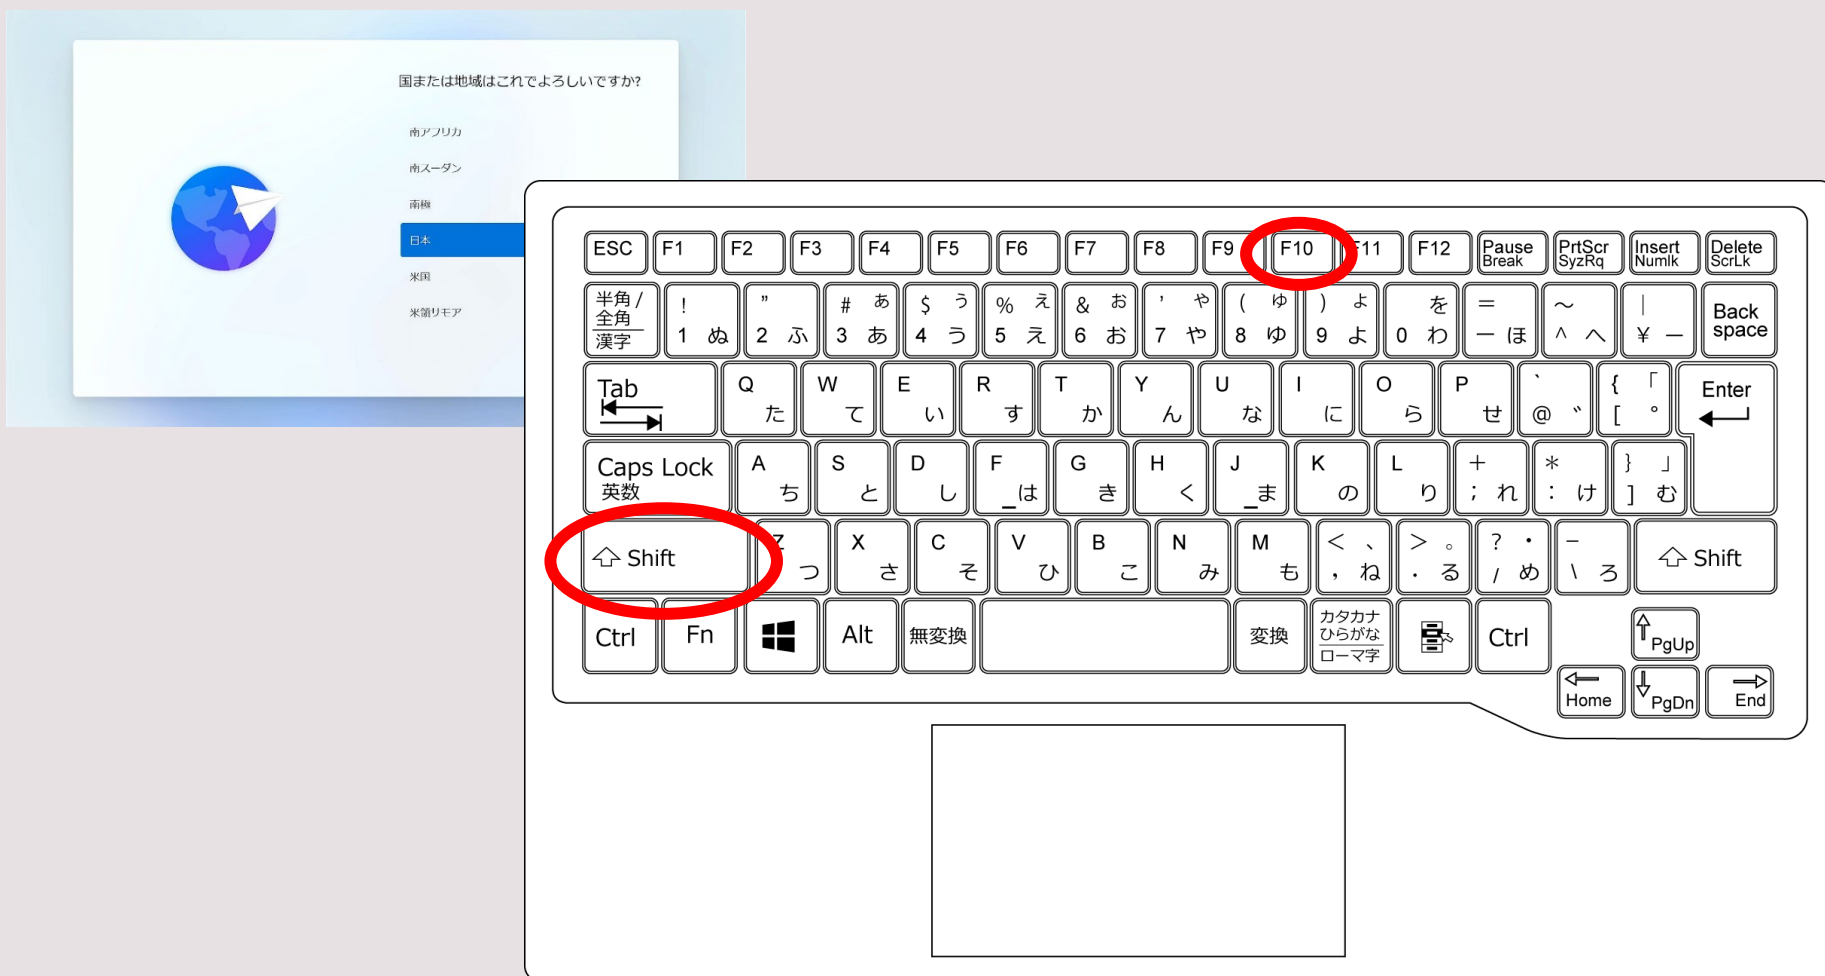 国または地域はこれでよろしいですか?
南アフリカ
南スーダン
南極
日本
米国
米領サモア
ESC F1 F2 F3 F4 F5 F6 F7 F8 F9 F10 F11 F12 Pause Break PrtScr SyzRq Insert Numlk Delete ScrLk
半角/全角 漢字 ! 1 ぬ " 2 ふ # あ 3 あ $ う 4 う % え 5 え & お 6 お ' や 7 や ( ゆ 8 ゆ ) よ 9 よ を 0 わ = ー ほ ～ ^ へ | ¥ ー Back space
Tab Q た W て E い R す T か Y ん U な I に O ら P せ ` @ ゛ { 「 [ ゜ Enter
Caps Lock 英数 A ち S と D し F は G き H く J ま K の L り + ; れ * : け } 」 ] む
Shift Z つ X さ C そ V ひ B こ N み M も < 、 , ね > 。 . る ? ・ / め _ \ ろ Shift
Ctrl Fn Alt 無変換 変換 カタカナ ひらがな ローマ字 Ctrl PgUp
Home PgDn End